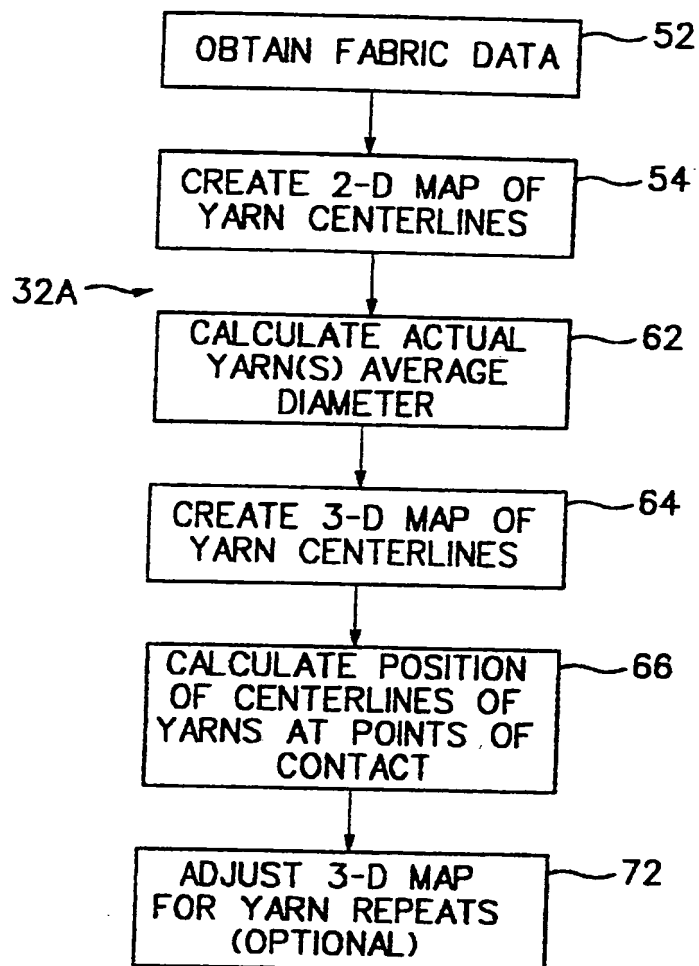 OBTAIN FABRIC DATA
52
CREATE 2-D MAP OF
YARN CENTERLINES
54
32A
CALCULATE ACTUAL
YARN(S) AVERAGE
DIAMETER
62
CREATE 3-D MAP OF
YARN CENTERLINES
64
CALCULATE POSITION
OF CENTERLINES OF
YARNS AT POINTS OF
CONTACT
66
ADJUST 3-D MAP
FOR YARN REPEATS
(OPTIONAL)
72